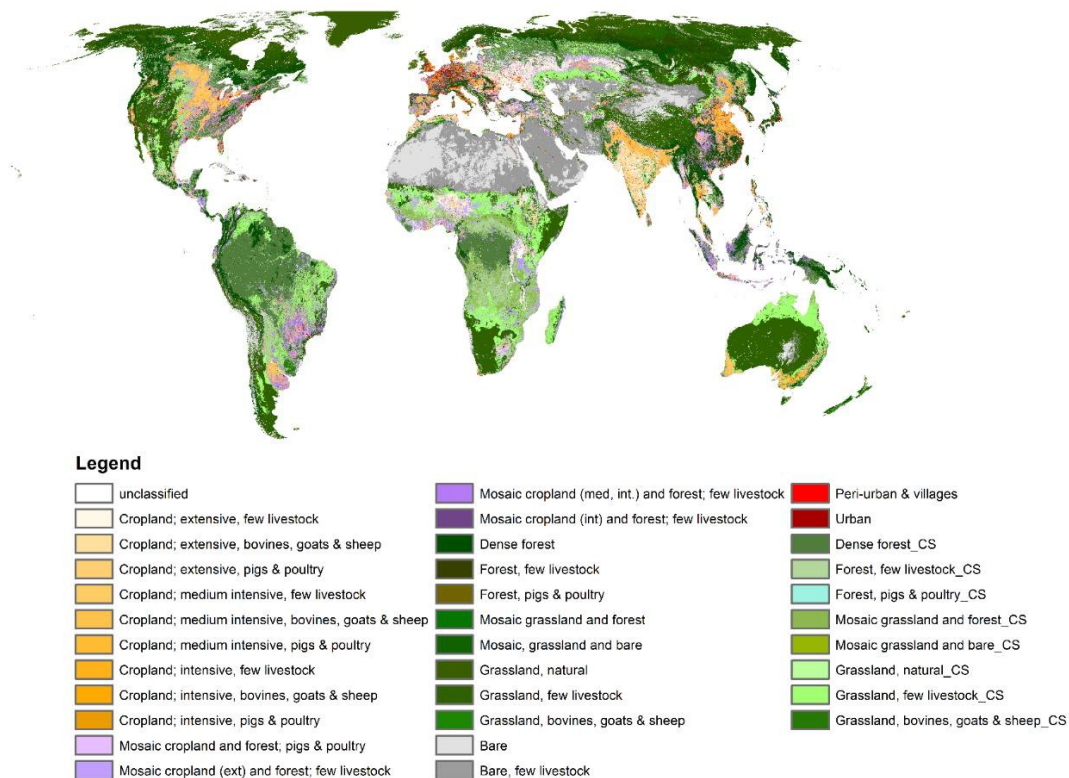 Legend
unclassified
Cropland; extensive, few livestock
Cropland; extensive, bovines, goats & sheep
Cropland; extensive, pigs & poultry
Cropland; medium intensive, few livestock
Cropland; medium intensive, bovines, goats & sheep
Cropland; medium intensive, pigs & poultry
Cropland; intensive, few livestock
Cropland; intensive, bovines, goats & sheep
Cropland; intensive, pigs & poultry
Mosaic cropland and forest; pigs & poultry
Mosaic cropland (ext) and forest; few livestock
Mosaic cropland (med, int.) and forest; few livestock
Mosaic cropland (int) and forest; few livestock
Dense forest
Forest, few livestock
Forest, pigs & poultry
Mosaic grassland and forest
Mosaic, grassland and bare
Grassland, natural
Grassland, few livestock
Grassland, bovines, goats & sheep
Bare
Bare, few livestock
Peri-urban & villages
Urban
Dense forest_CS
Forest, few livestock_CS
Forest, pigs & poultry_CS
Mosaic grassland and forest_CS
Mosaic grassland and bare_CS
Grassland, natural_CS
Grassland, few livestock_CS
Grassland, bovines, goats & sheep_CS